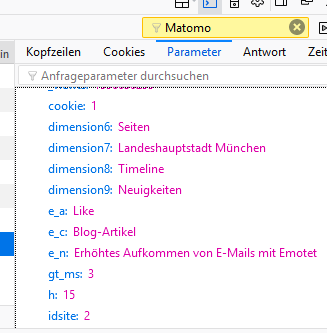 Matomo
in
Kopfzeilen Cookies Parameter Antwort Zeit
Anfrageparameter durchsuchen
cookie: 1
dimension6: Seiten
dimension7: Landeshauptstadt München
dimension8: Timeline
dimension9: Neuigkeiten
e_a: Like
e_c: Blog-Artikel
e_n: Erhöhtes Aufkommen von E-Mails mit Emotet
gt_ms: 3
h: 15
idsite: 2